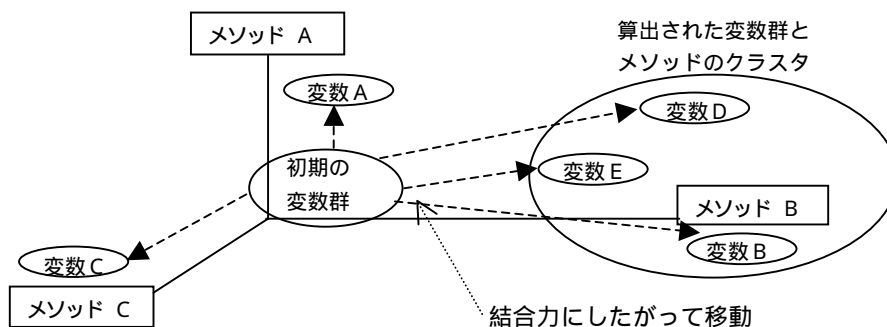 メソッド A
算出された変数群と
メソッドのクラスタ
変数A
変数D
初期の
変数群
変数E
メソッド B
変数B
変数C
メソッド C
結合力にしたがって移動